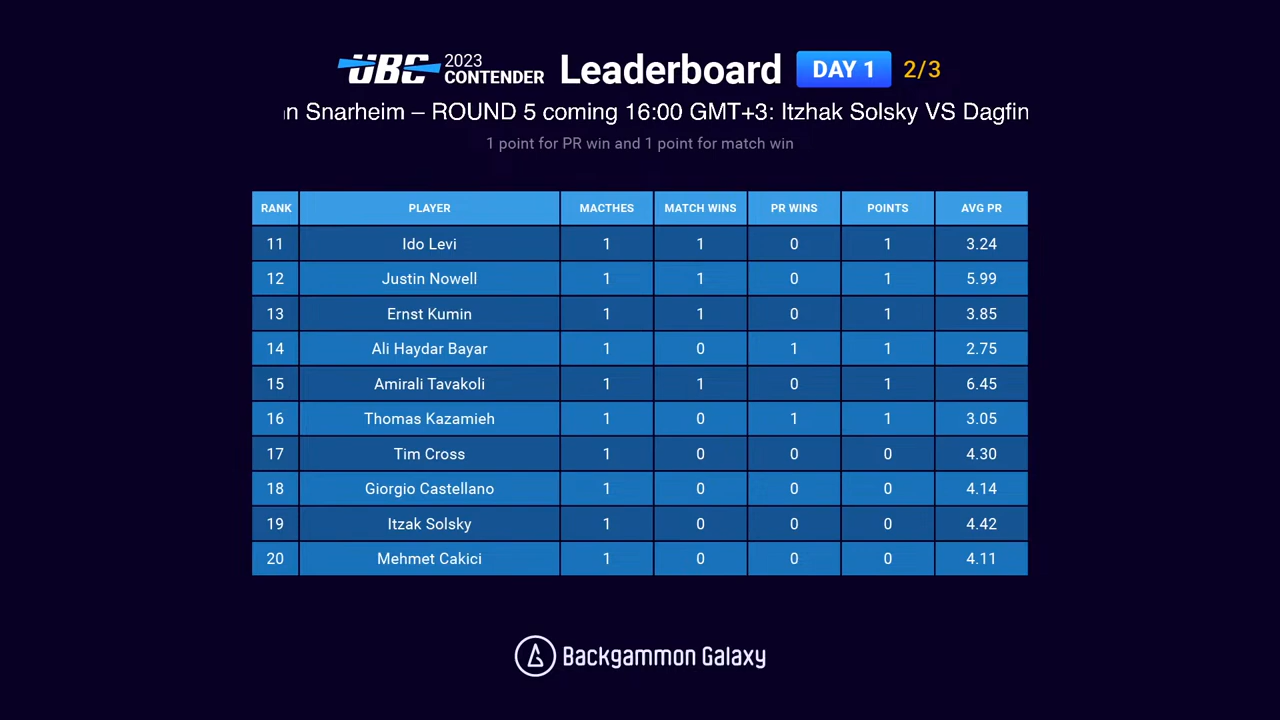 UBC 2023 CONTENDER Leaderboard DAY 1 2/3
n Snarheim – ROUND 5 coming 16:00 GMT+3: Itzhak Solsky VS Dagfin
1 point for PR win and 1 point for match win
RANK PLAYER MACTHES MATCH WINS PR WINS POINTS AVG PR
11 Ido Levi 1 1 0 1 3.24
12 Justin Nowell 1 1 0 1 5.99
13 Ernst Kumin 1 1 0 1 3.85
14 Ali Haydar Bayar 1 0 1 1 2.75
15 Amirali Tavakoli 1 1 0 1 6.45
16 Thomas Kazamieh 1 0 1 1 3.05
17 Tim Cross 1 0 0 0 4.30
18 Giorgio Castellano 1 0 0 0 4.14
19 Itzak Solsky 1 0 0 0 4.42
20 Mehmet Cakici 1 0 0 0 4.11
Backgammon Galaxy